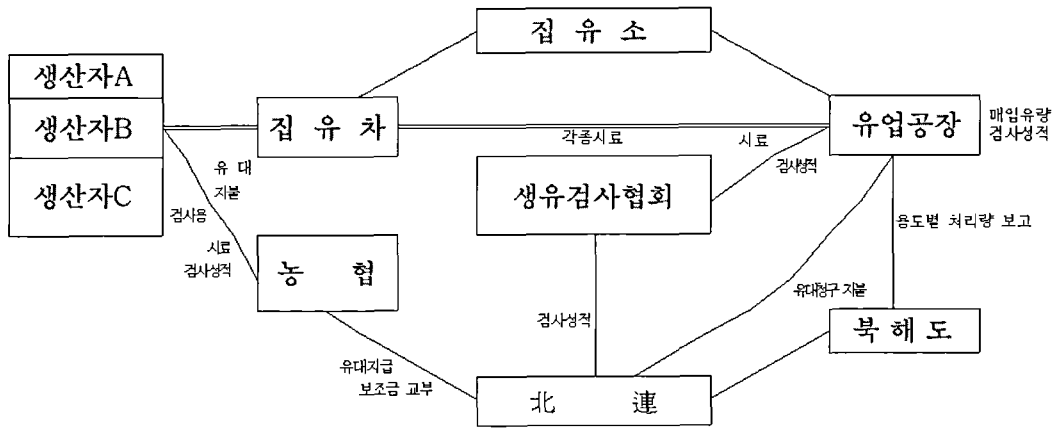 집 유 소
생산자A
생산자B
생산자C
집 유 차
유업공장
매입유량
검사성적
각종시료
시료
검사성적
유 대
지불
생유검사협회
검사용
시료
검사성적
농 협
용도별 처리량 보고
유대청구 지불
검사성적
북 해 도
유대지급
보조금 교부
北 連